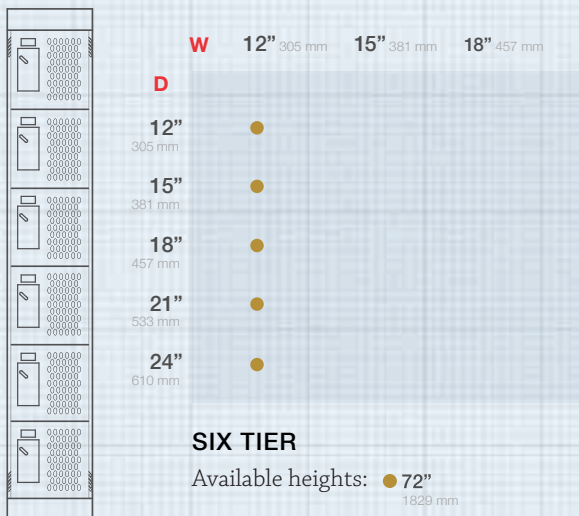 W 12” 305 mm 15” 381 mm 18” 457 mm
D
12”
305 mm
15”
381 mm
18”
457 mm
21”
533 mm
24”
610 mm
SIX TIER
Available heights: 72”
1829 mm